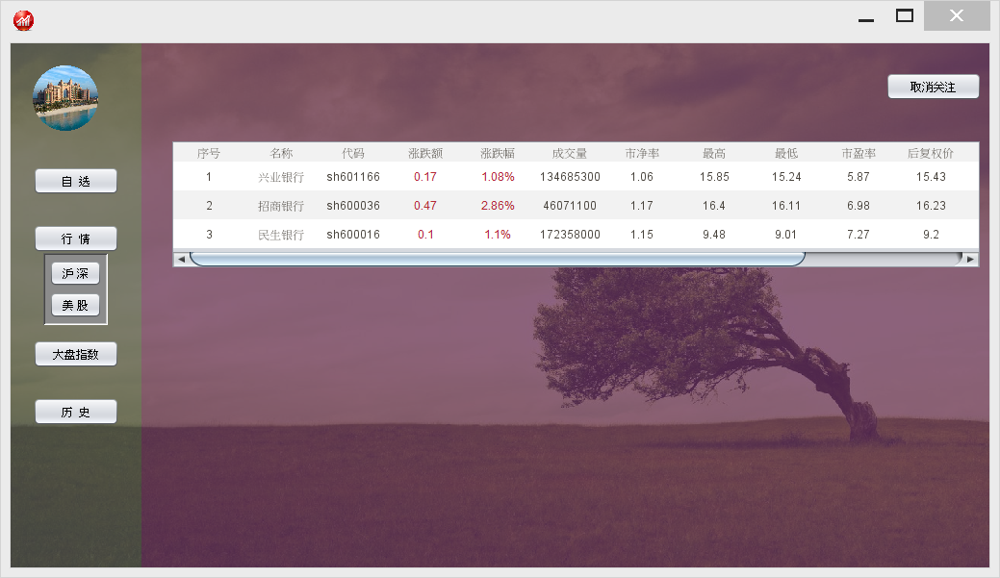 取消关注
自 选
行 情
沪 深
美 股
大盘指数
历 史
序号 名称 代码 涨跌额 涨跌幅 成交量 市净率 最高 最低 市盈率 后复权价
1 兴业银行 sh601166 0.17 1.08% 134685300 1.06 15.85 15.24 5.87 15.43
2 招商银行 sh600036 0.47 2.86% 46071100 1.17 16.4 16.11 6.98 16.23
3 民生银行 sh600016 0.1 1.1% 172358000 1.15 9.48 9.01 7.27 9.2